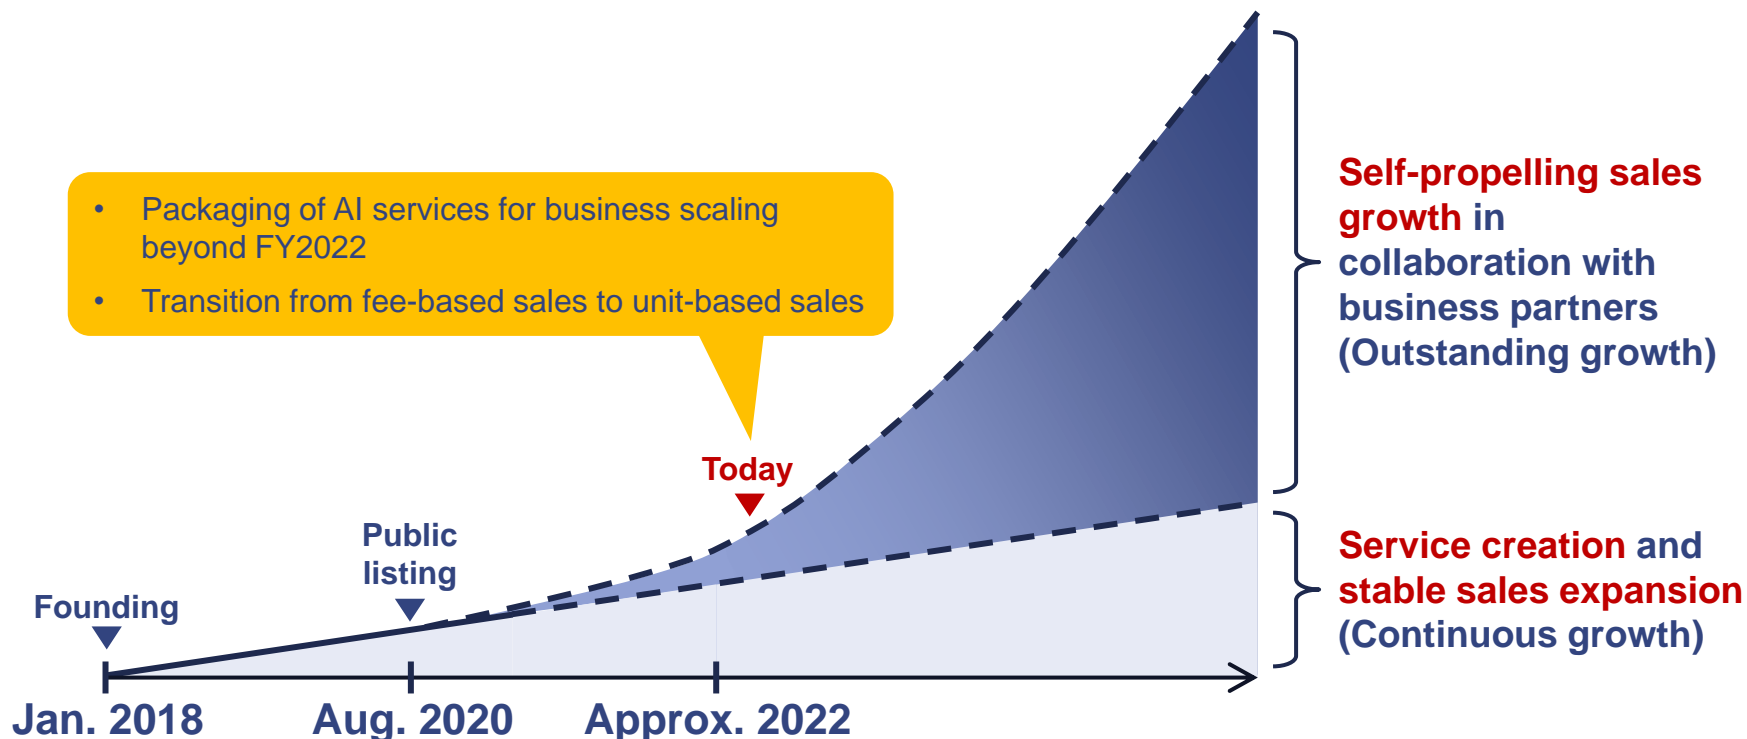 • Packaging of AI services for business scaling
beyond FY2022
• Transition from fee-based sales to unit-based sales
Self-propelling sales
growth in
collaboration with
business partners
(Outstanding growth)
Today
Public
listing
Founding
Service creation and
stable sales expansion
(Continuous growth)
Jan. 2018
Aug. 2020
Approx. 2022